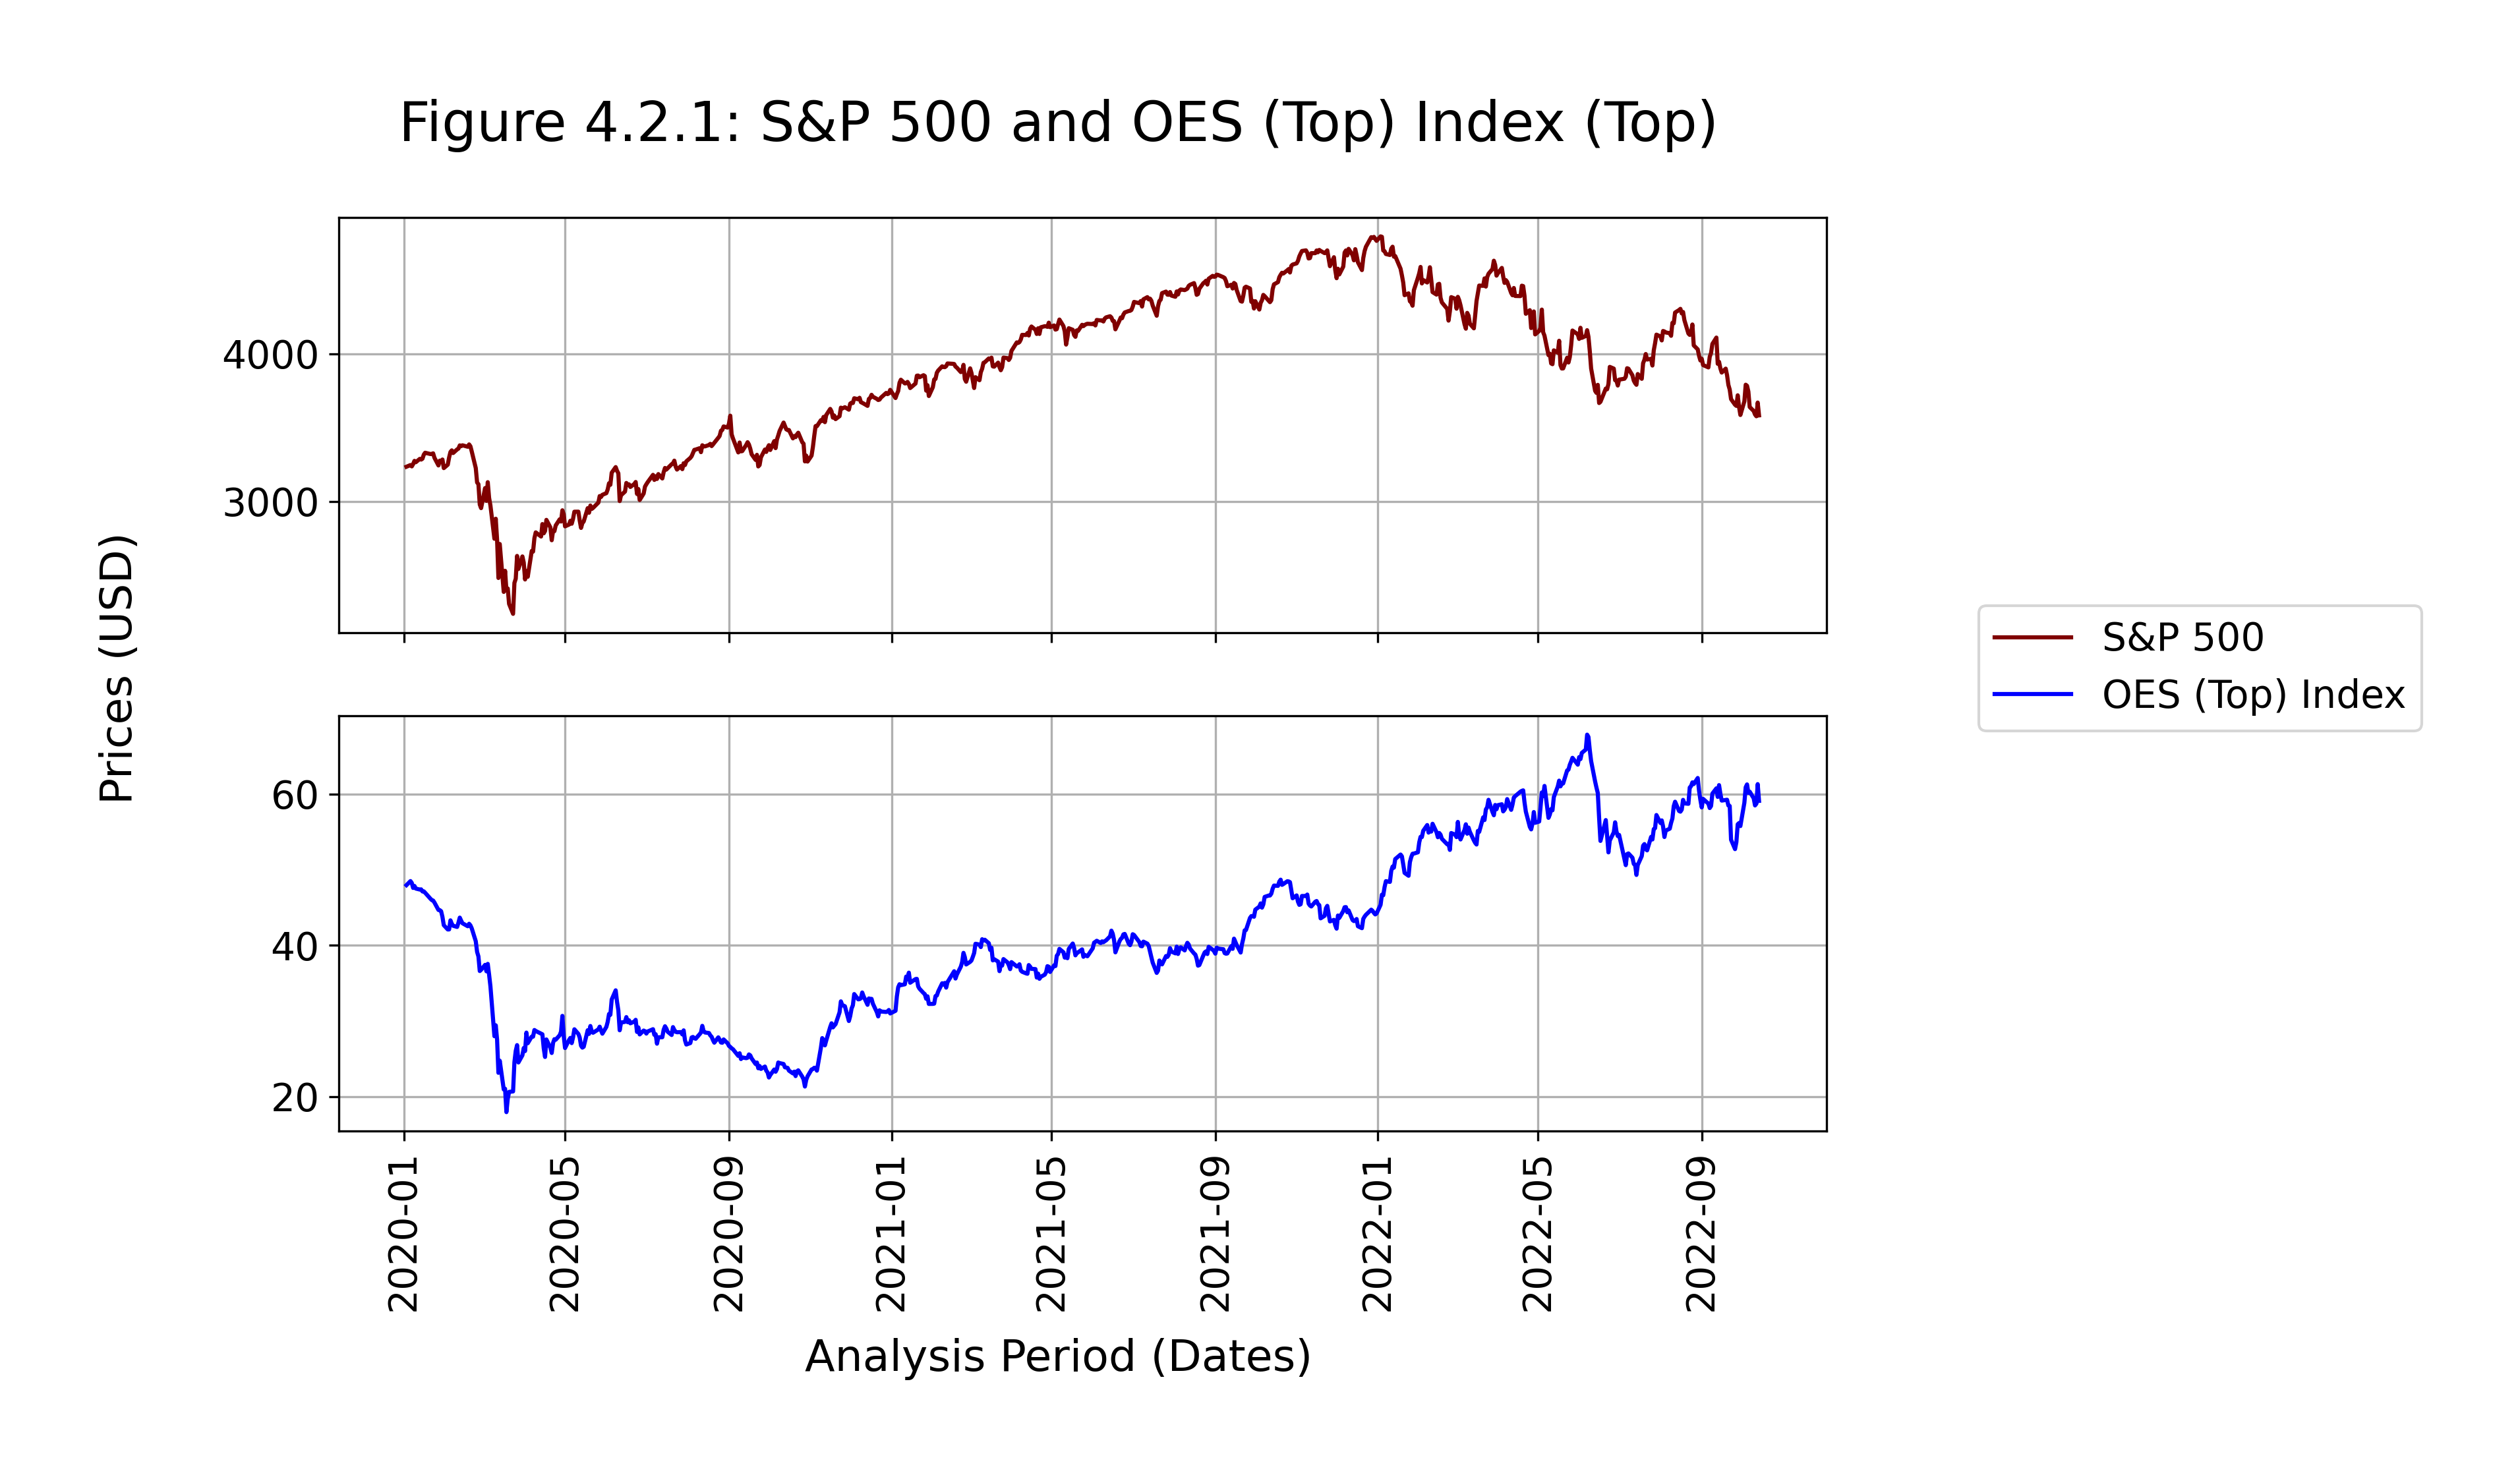 Figure 4.2.1: S&P 500 and OES (Top) Index (Top)
Prices (USD)
4000
3000
S&P 500
OES (Top) Index
60
40
20
2020-01
2020-05
2020-09
2021-01
2021-05
2021-09
2022-01
2022-05
2022-09
Analysis Period (Dates)